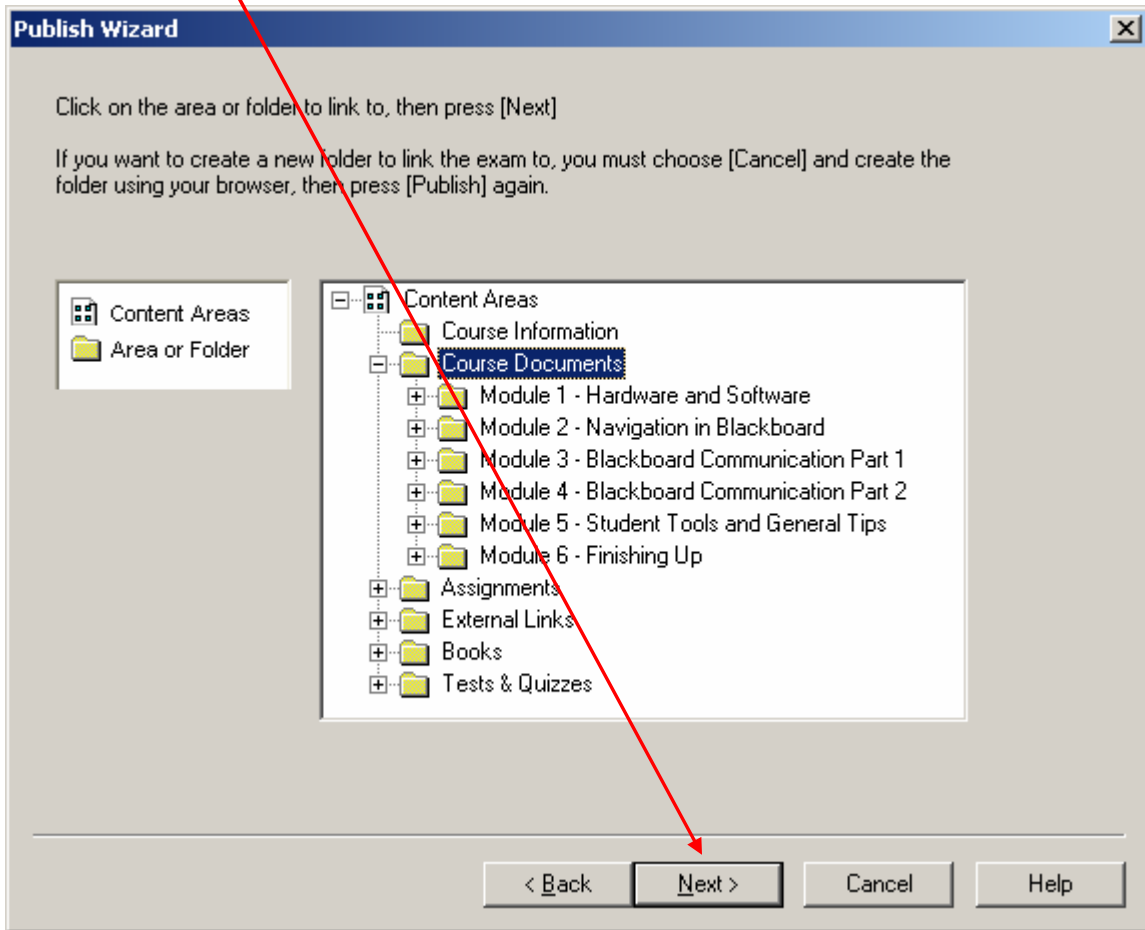 Publish Wizard
Click on the area or folder to link to, then press [Next]
If you want to create a new folder to link the exam to, you must choose [Cancel] and create the
folder using your browser, then press [Publish] again.
Content Areas
Area or Folder
Content Areas
Course Information
Course Documents
Module 1 - Hardware and Software
Module 2 - Navigation in Blackboard
Module 3 - Blackboard Communication Part 1
Module 4 - Blackboard Communication Part 2
Module 5 - Student Tools and General Tips
Module 6 - Finishing Up
Assignments
External Links
Books
Tests & Quizzes
< Back Next > Cancel Help